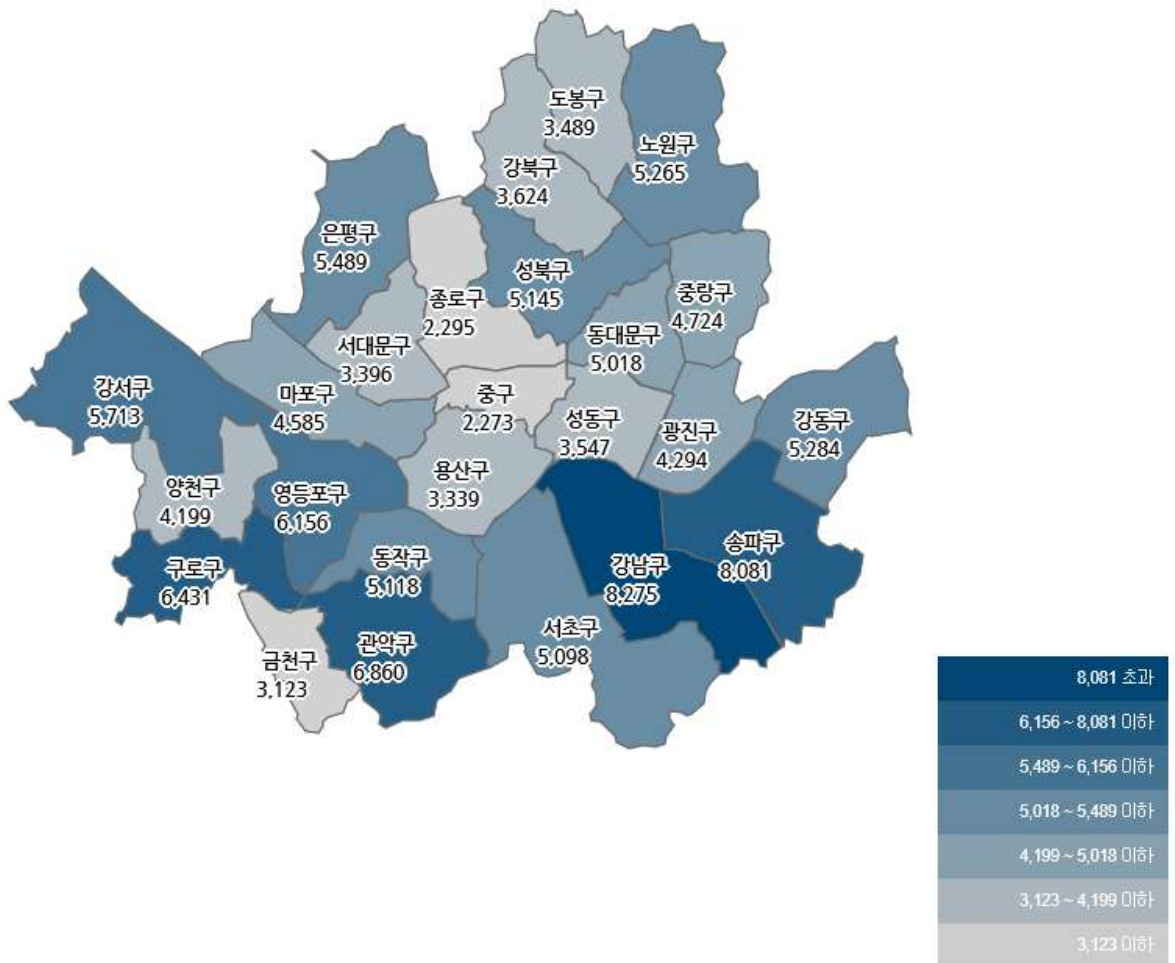 도봉구
3,489
노원구
5,265
강북구
3,624
은평구
5,489
성북구
5,145
중랑구
4,724
종로구
2,295
동대문구
5,018
서대문구
3,396
강서구
5,713
마포구
4,585
중구
2,273
성동구
3,547
광진구
4,294
강동구
5,284
양천구
4,199
영등포구
6,156
용산구
3,339
구로구
6,431
동작구
5,118
강남구
8,275
송파구
8,081
서초구
5,098
관악구
6,860
금천구
3,123
8,081 초과
6,156 ~ 8,081 이하
5,489 ~ 6,156 이하
5,018 ~ 5,489 이하
4,199 ~ 5,018 이하
3,123 ~ 4,199 이하
3,123 이하